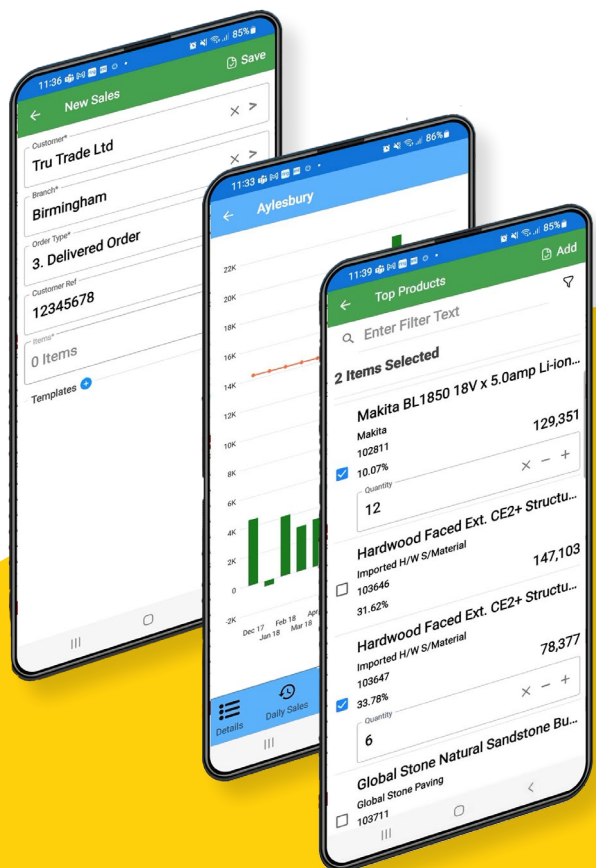 11:36
85%
New Sales
Save
Customer*
Tru Trade Ltd
Branch*
Birmingham
Order Type*
3. Delivered Order
Customer Ref
12345678
Items*
0 Items
Templates
11:33
86%
Aylesbury
22K
20K
18K
16K
14K
12K
10K
8K
6K
4K
2K
0
-2K
Dec 17
Jan 18
Feb 18
Mar 18
Details
Daily Sales
11:39
85%
Top Products
Add
Enter Filter Text
2 Items Selected
Makita BL1850 18V x 5.0amp Li-ion...
Makita
102811
129,351
10.07%
Quantity
12
Hardwood Faced Ext. CE2+ Structu...
Imported H/W S/Material
103646
147,103
31.62%
Hardwood Faced Ext. CE2+ Structu...
Imported H/W S/Material
103647
78,377
33.78%
Quantity
6
Global Stone Natural Sandstone Bu...
Global Stone Paving
103711